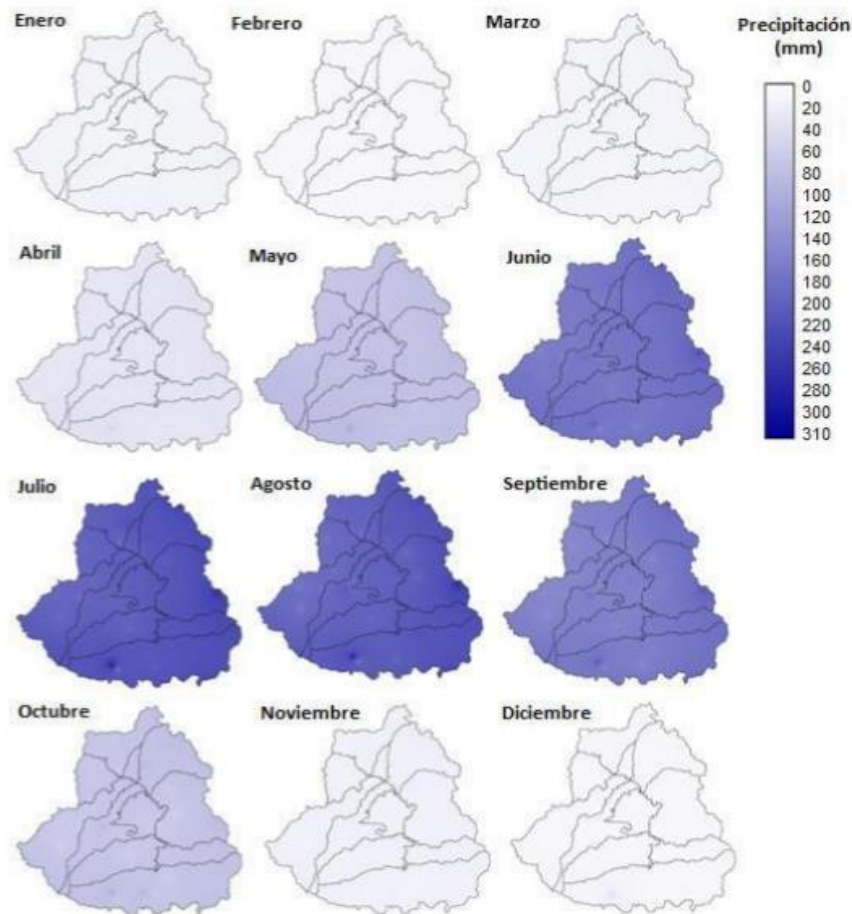 Enero
Febrero
Marzo
Precipitación
(mm)
0
20
40
60
80
100
120
140
160
200
220
240
260
280
300
310
Abril
Mayo
Junio
Julio
Agosto
Septiembre
Octubre
Noviembre
Diciembre